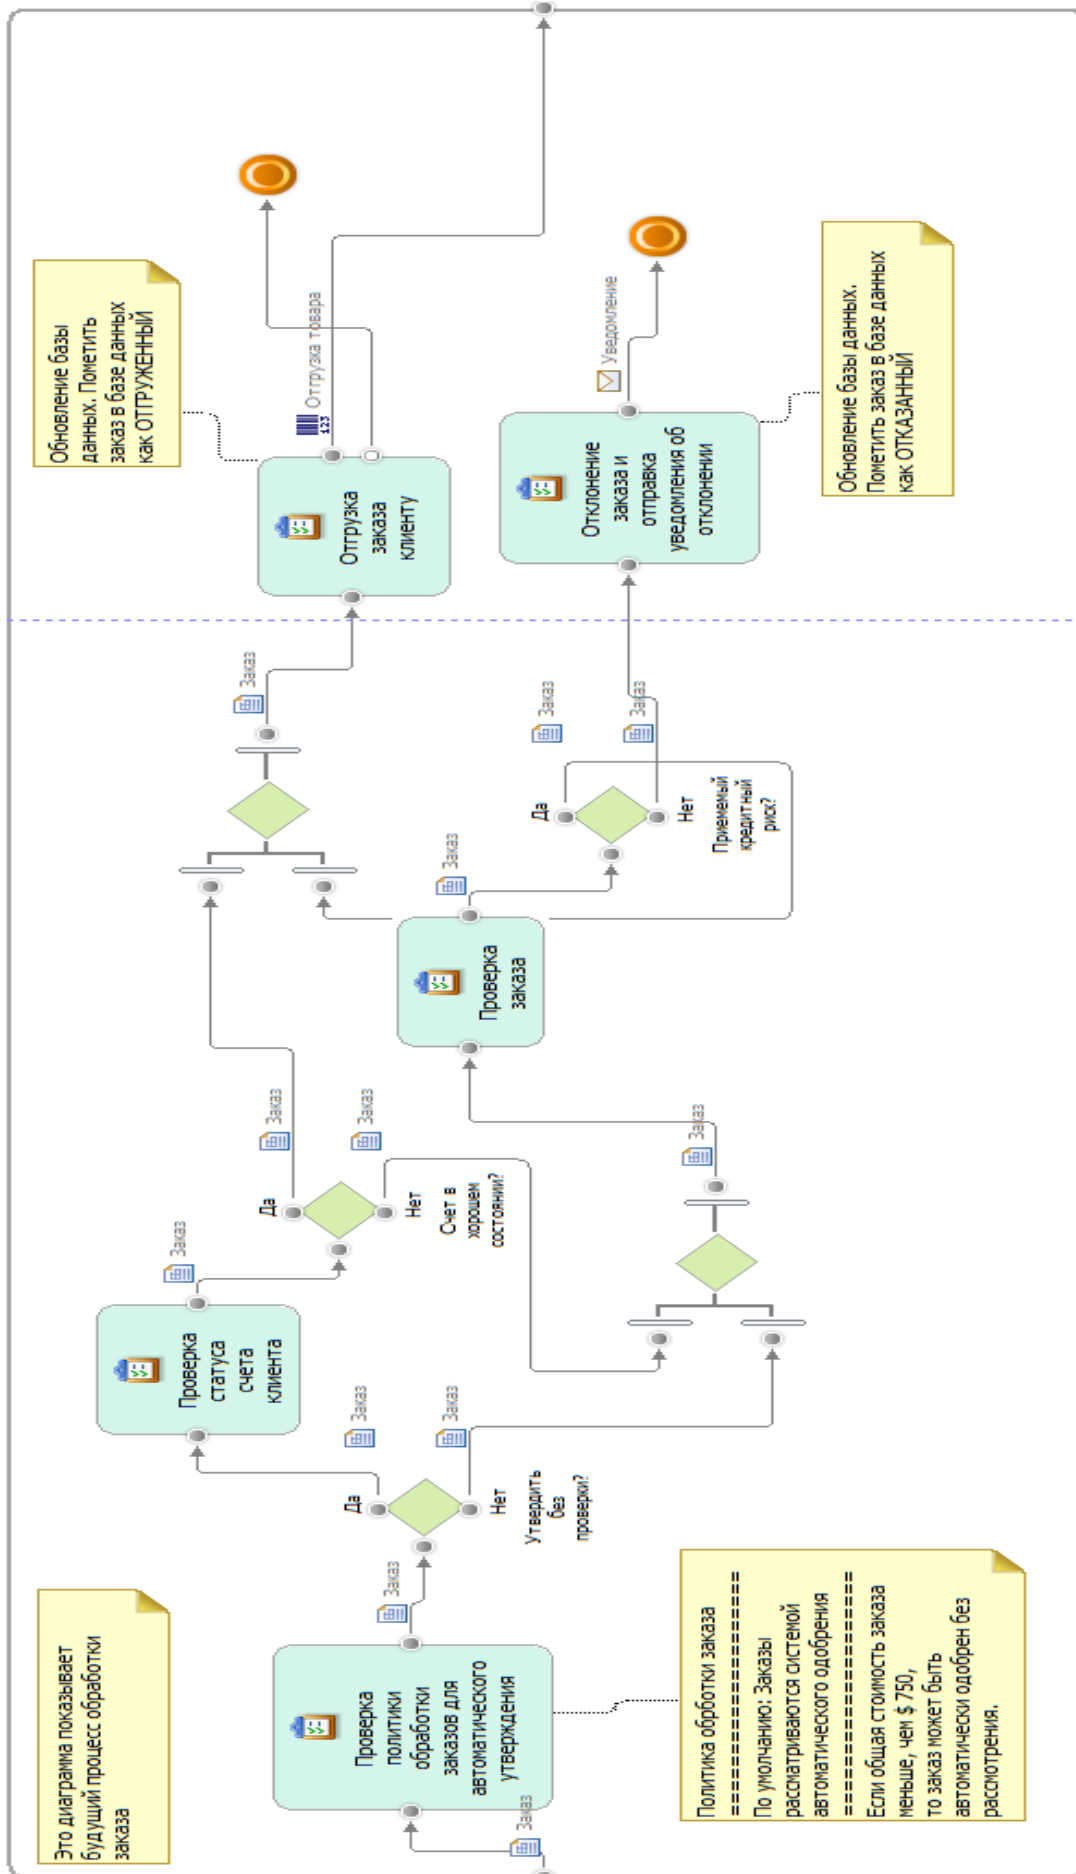 Это диаграмма показывает
будущий процесс обработки
заказа
Заказ
Проверка
политики
обработки
заказов для
автоматического
утверждения
Политика обрботки заказа
==========================
По умолчанию: Заказы
рассматриваются системой
автоматического одобрения
==========================
Если общая стоимость заказа
меньше, чем $ 750,
то заказ может быть
автоматически одобрен без
рассмотрения.
Заказ
Да
Нет
Утвердить
без
проверки?
Заказ
Заказ
Проверка
статуса
счета
клиента
Заказ
Да
Нет
Счет в
хорошем
состоянии?
Заказ
Заказ
Заказ
Проверка
заказа
Заказ
Да
Нет
Приемемый
кредитный
риск?
Заказ
Заказ
Заказ
Отгрузка
заказа
клиенту
Отгрузка товара
123
Обновление базы
данных. Пометить
заказ в базе данных
как ОТГРУЖЕННЫЙ
Отклонение
заказа и
отправка
уведомления об
отклонении
Уведомление
Обновление базы данных.
Пометить заказ в базе данных
как ОТКАЗАННЫЙ